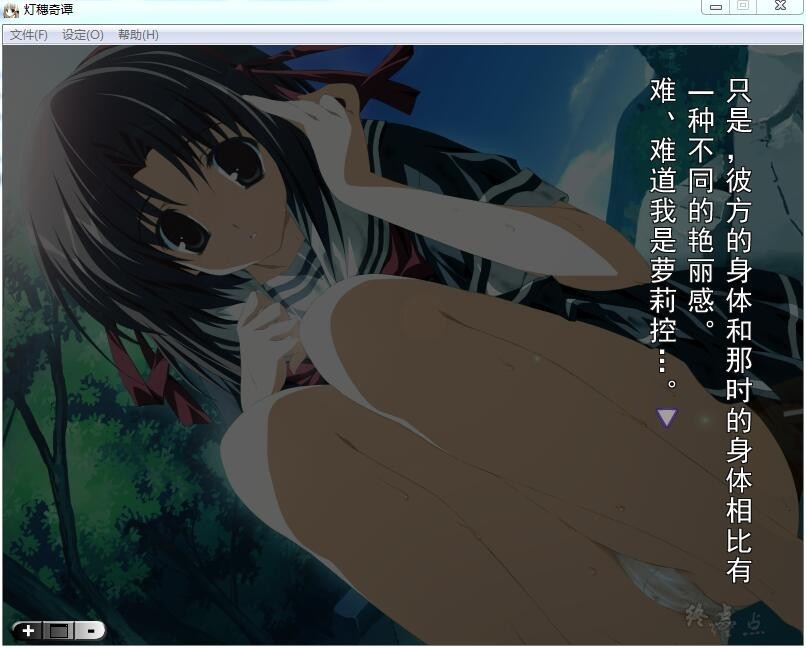 灯穗奇谭
文件(F) 设定(O) 帮助(H)
只是，彼方的身体和那时的身体相比有
一种不同的艳丽感。
难、难道我是萝莉控…。
终点